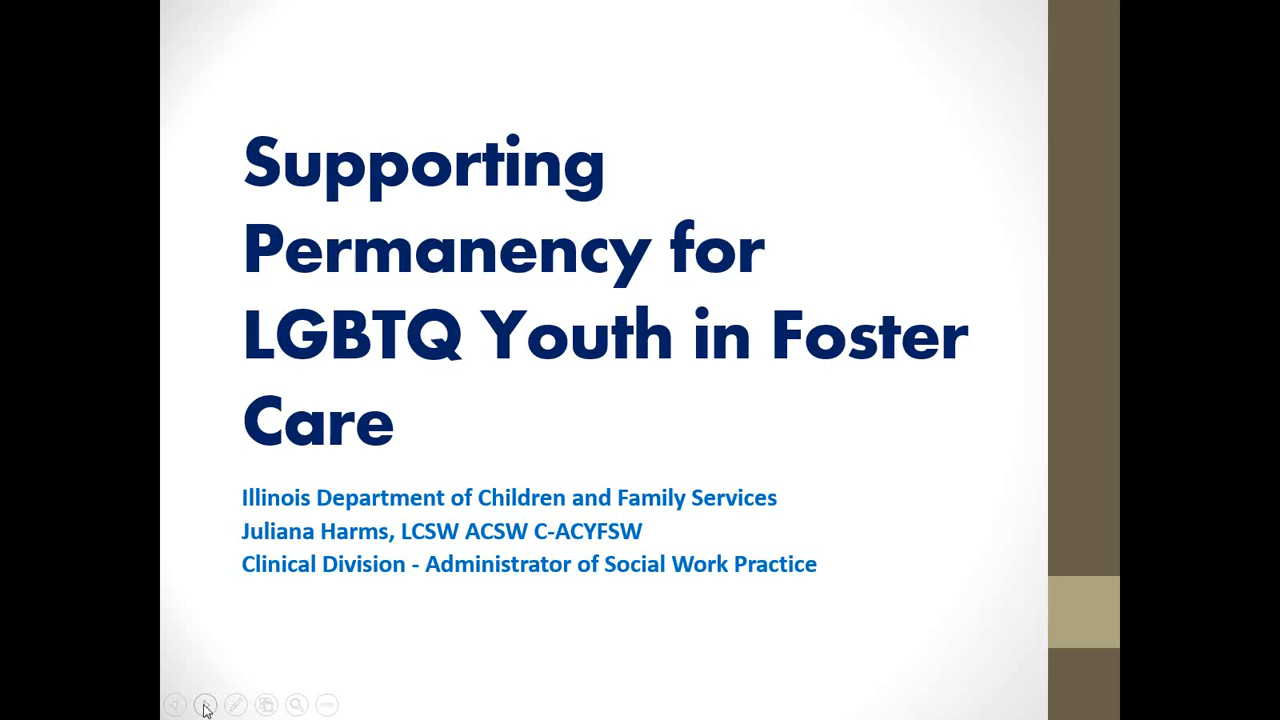 Supporting
Permanency for
LGBTQ Youth in Foster
Care
Illinois Department of Children and Family Services
Juliana Harms, LCSW ACSW C-ACYFSW
Clinical Division - Administrator of Social Work Practice